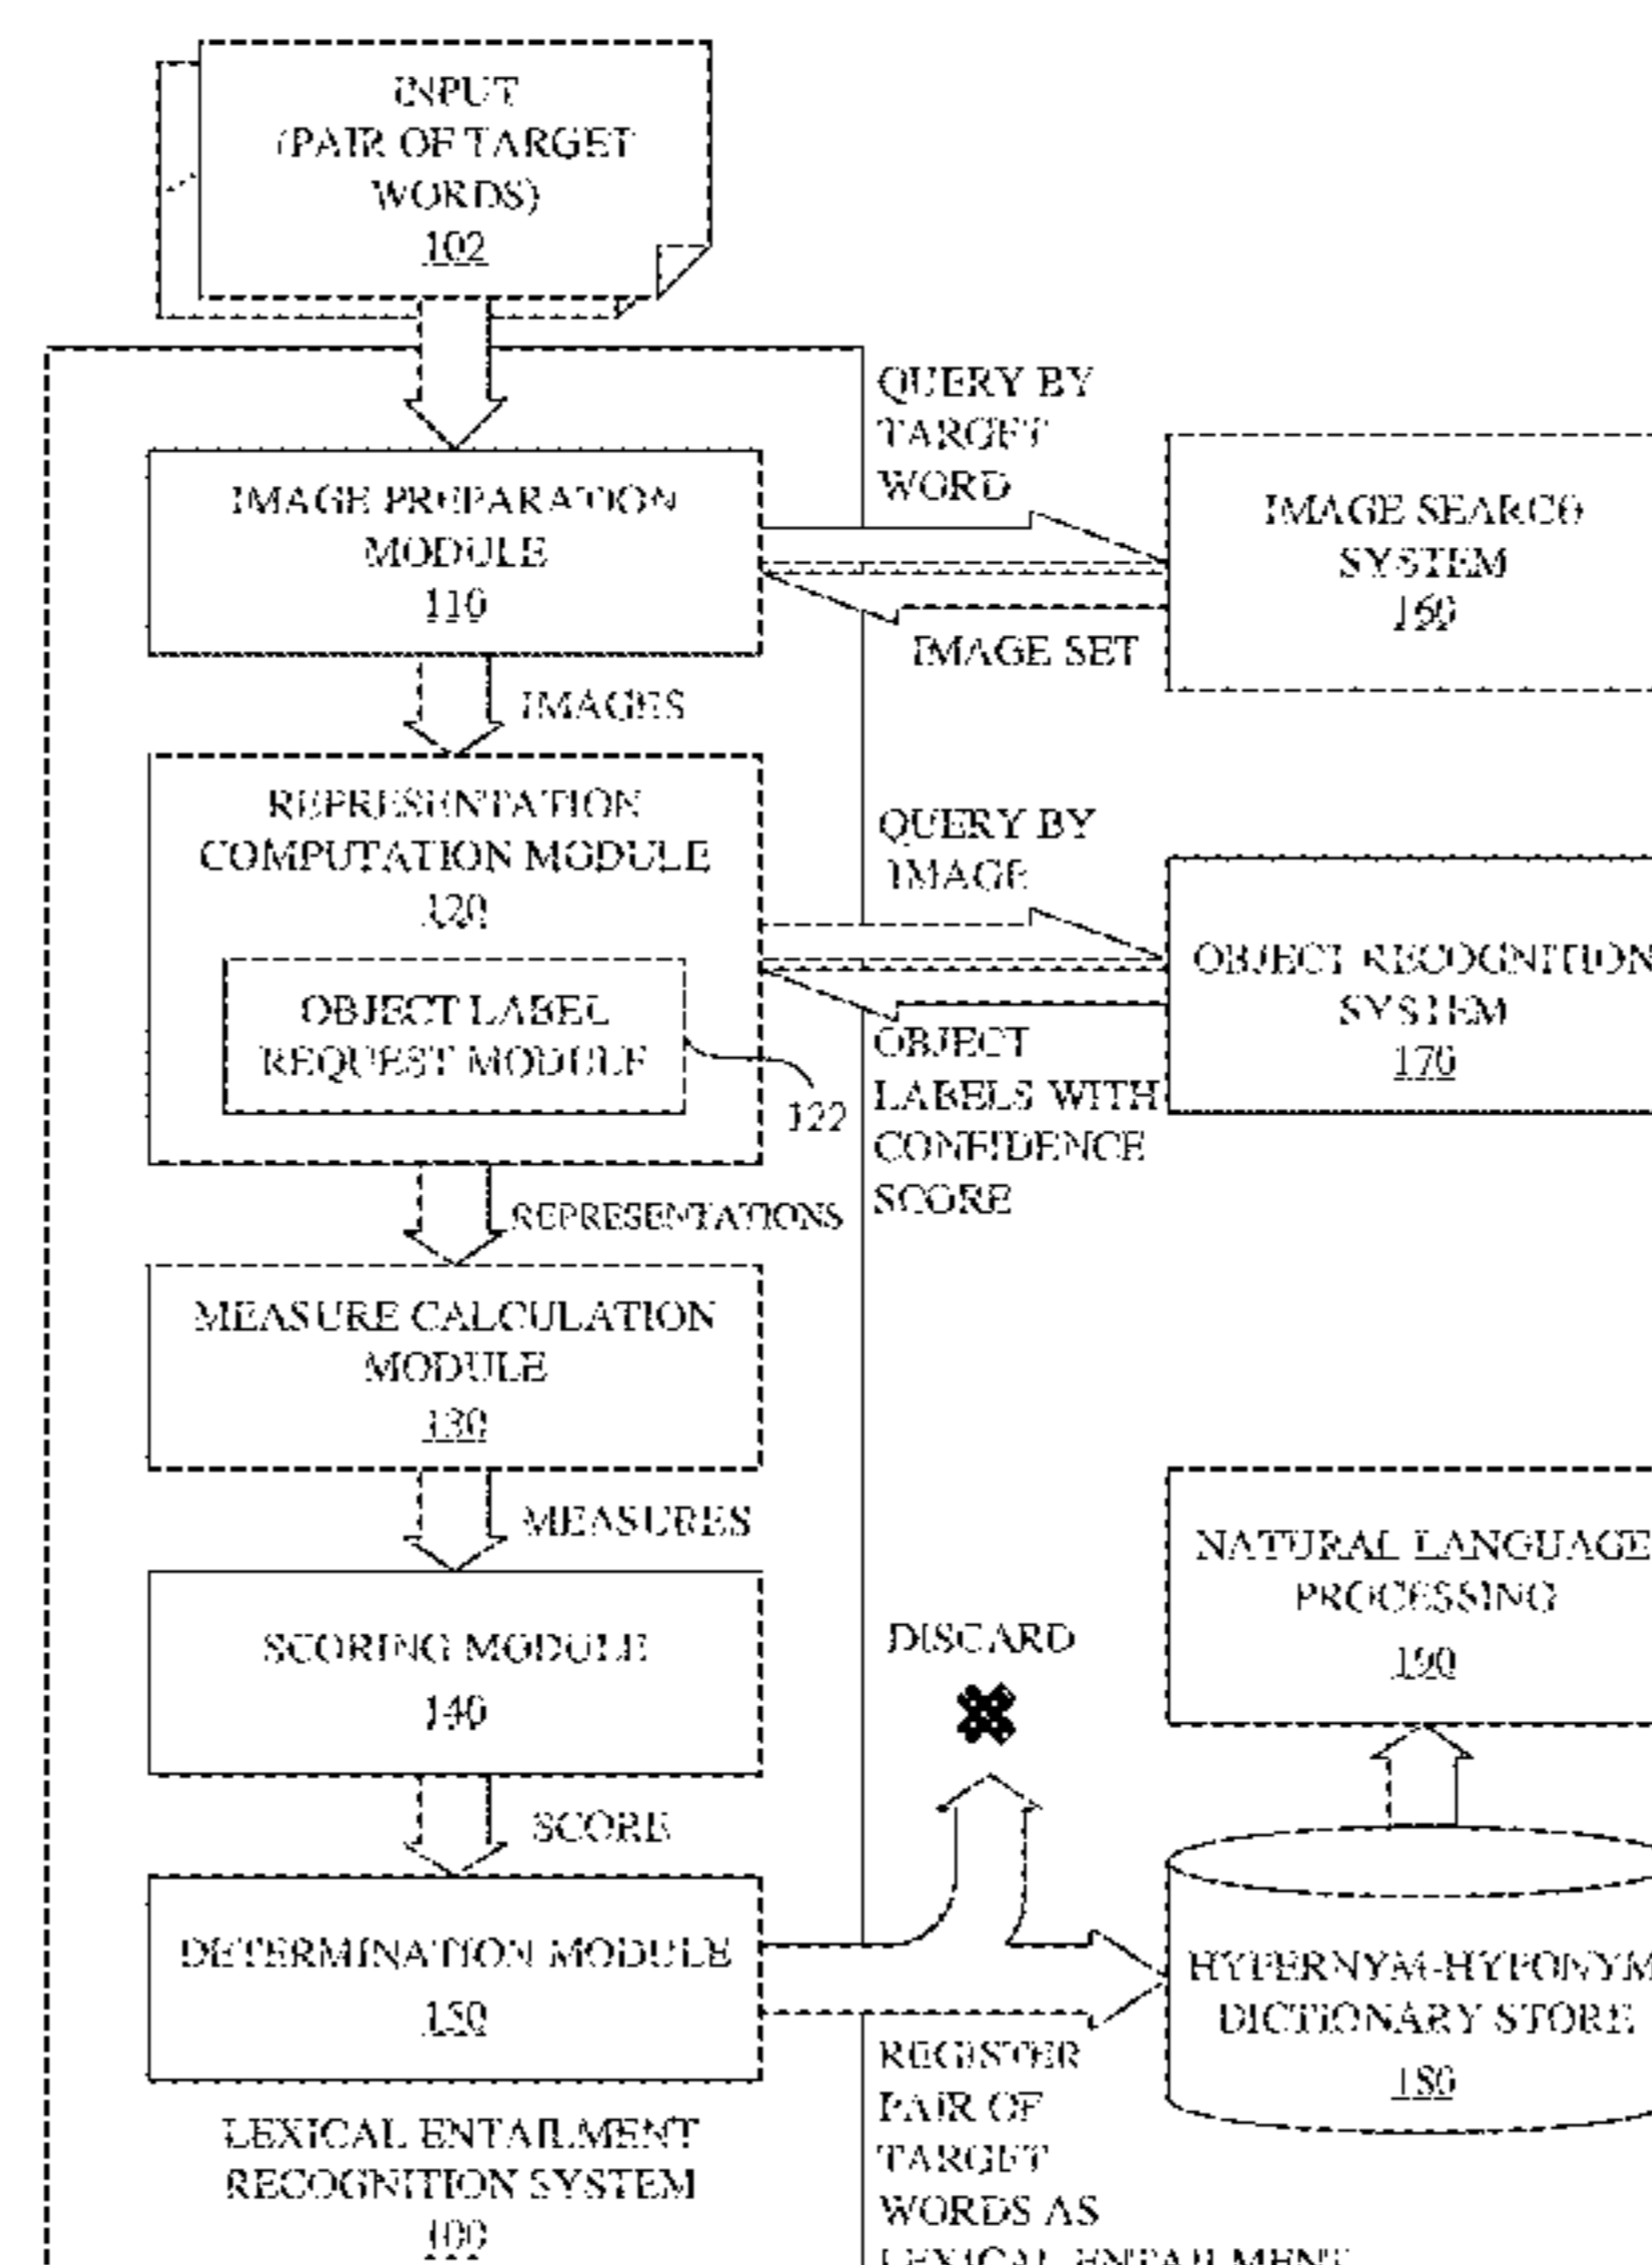 INPUT
(PAIR OF TARGET
WORDS)
102
QUERY BY
TARGET
WORD
IMAGE PREPARATION
MODULE
110
IMAGE SEARCH
SYSTEM
160
IMAGE SET
IMAGES
REPRESENTATION
COMPUTATION MODULE
120
QUERY BY
IMAGE
OBJECT LABEL
REQUEST MODULE
122
OBJECT RECOGNITION
SYSTEM
170
OBJECT
LABELS WITH
CONFIDENCE
SCORE
REPRESENTATIONS
MEASURE CALCULATION
MODULE
130
MEASURES
NATURAL LANGUAGE
PROCESSING
190
SCORING MODULE
140
DISCARD
SCORE
DETERMINATION MODULE
150
HYPERNYM-HYPONYM
DICTIONARY STORE
180
REGISTER
PAIR OF
TARGET
WORDS AS
LEXICAL ENTAILMENT
LEXICAL ENTAILMENT
RECOGNITION SYSTEM
100